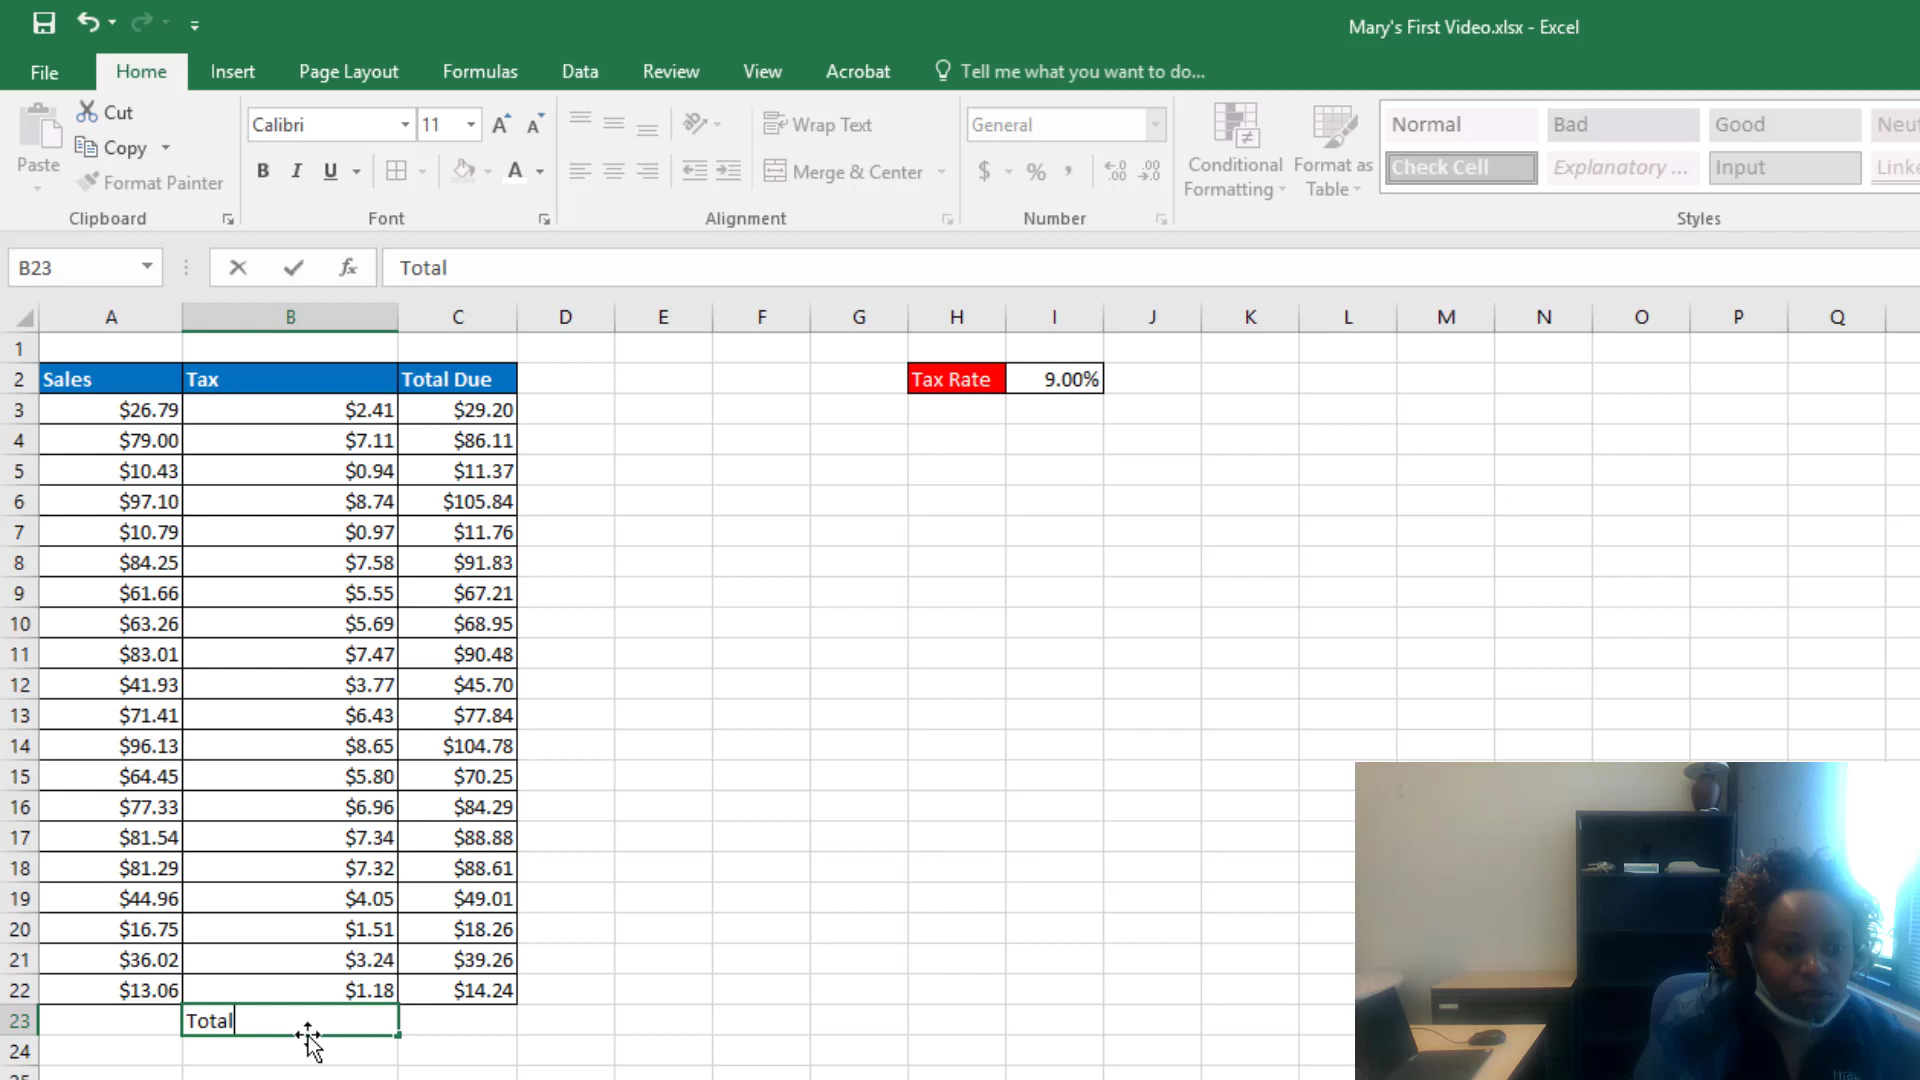 Mary's First Video.xlsx - Excel
File Home Insert Page Layout Formulas Data Review View Acrobat Tell me what you want to do...
Paste
Cut
Copy
Format Painter
Clipboard
Calibri 11
B I U A
Font
Wrap Text
Merge & Center
Alignment
General
$ % ,
Number
Conditional Formatting
Format as Table
Normal Bad Good Neut
Check Cell Explanatory ... Input Linke
Styles
B23 fx Total
A B C D E F G H I J K L M N O P Q
1
2 Sales Tax Total Due Tax Rate 9.00%
3 $26.79 $2.41 $29.20
4 $79.00 $7.11 $86.11
5 $10.43 $0.94 $11.37
6 $97.10 $8.74 $105.84
7 $10.79 $0.97 $11.76
8 $84.25 $7.58 $91.83
9 $61.66 $5.55 $67.21
10 $63.26 $5.69 $68.95
11 $83.01 $7.47 $90.48
12 $41.93 $3.77 $45.70
13 $71.41 $6.43 $77.84
14 $96.13 $8.65 $104.78
15 $64.45 $5.80 $70.25
16 $77.33 $6.96 $84.29
17 $81.54 $7.34 $88.88
18 $81.29 $7.32 $88.61
19 $44.96 $4.05 $49.01
20 $16.75 $1.51 $18.26
21 $36.02 $3.24 $39.26
22 $13.06 $1.18 $14.24
23 Total
24